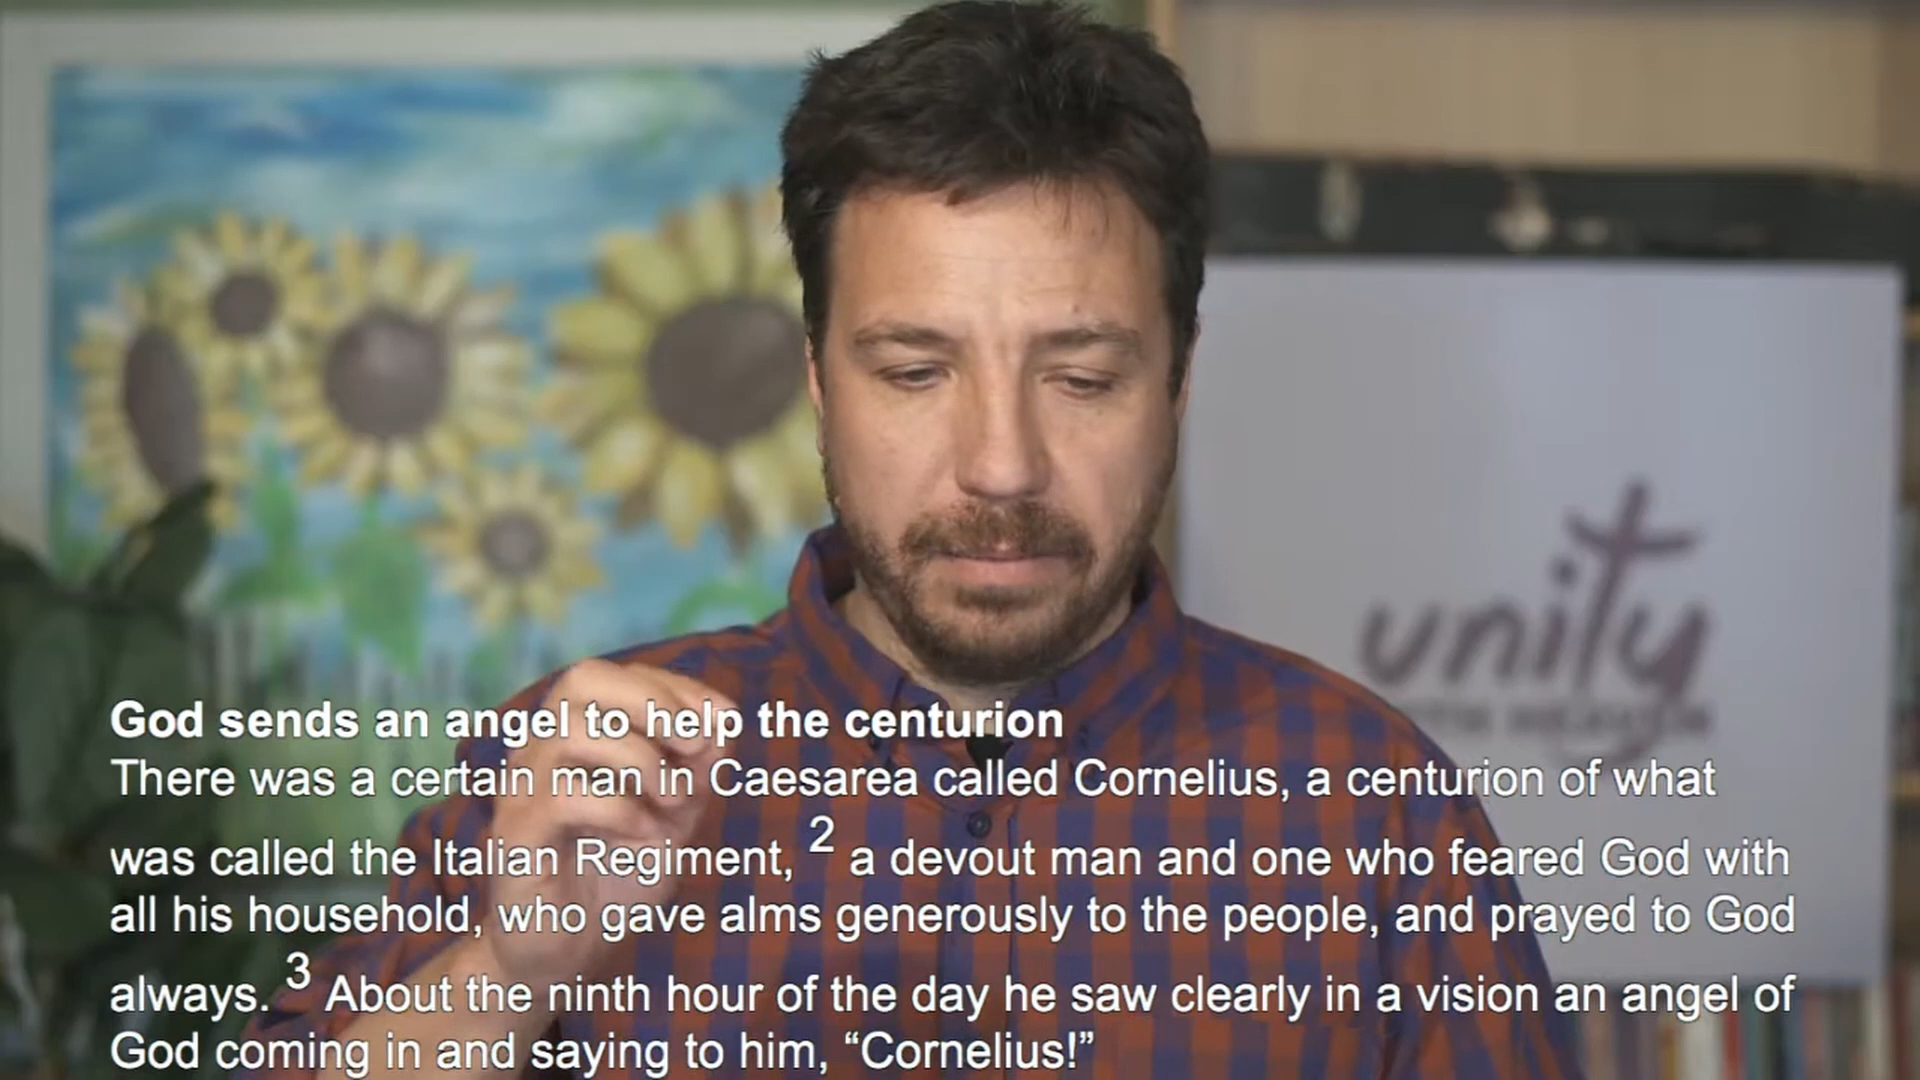 unity
WITH HEAVEN
God sends an angel to help the centurion
There was a certain man in Caesarea called Cornelius, a centurion of what
was called the Italian Regiment, 2 a devout man and one who feared God with
all his household, who gave alms generously to the people, and prayed to God
always. 3 About the ninth hour of the day he saw clearly in a vision an angel of
God coming in and saying to him, “Cornelius!”